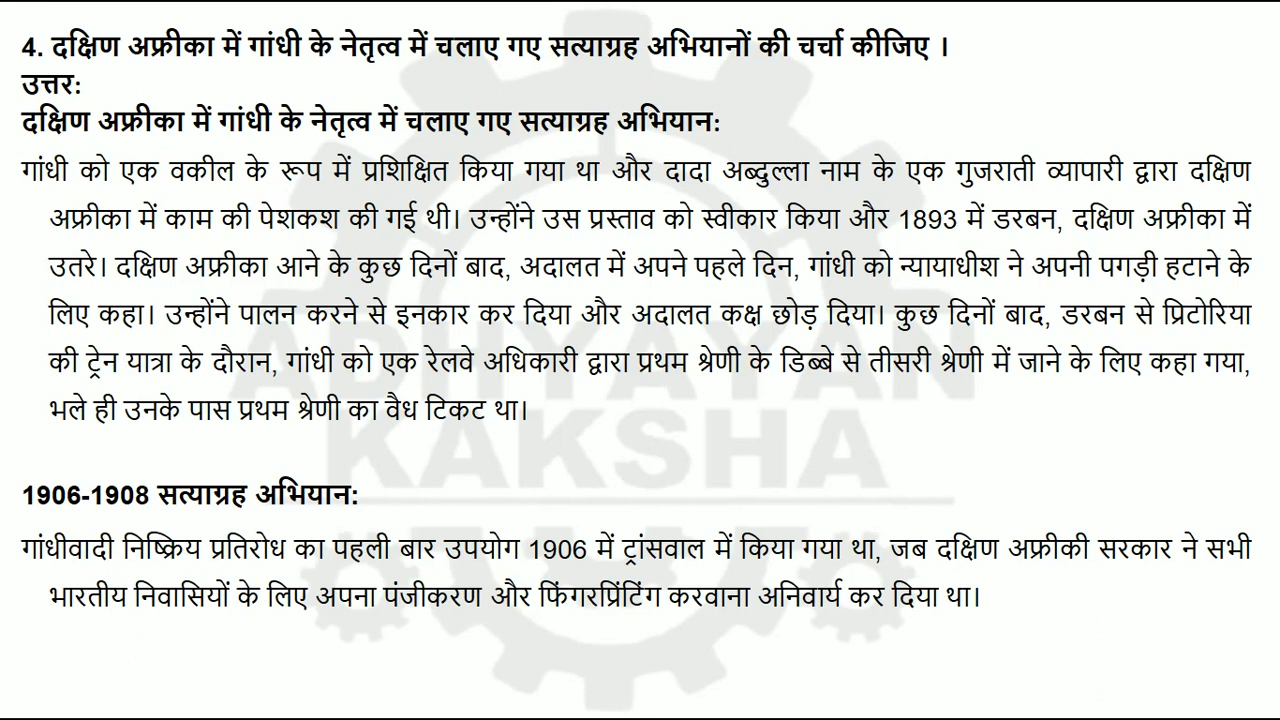 4. दक्षिण अफ्रीका में गांधी के नेतृत्व में चलाए गए सत्याग्रह अभियानों की चर्चा कीजिए ।
उत्तर:
दक्षिण अफ्रीका में गांधी के नेतृत्व में चलाए गए सत्याग्रह अभियान:
गांधी को एक वकील के रूप में प्रशिक्षित किया गया था और दादा अब्दुल्ला नाम के एक गुजराती व्यापारी द्वारा दक्षिण
अफ्रीका में काम की पेशकश की गई थी। उन्होंने उस प्रस्ताव को स्वीकार किया और 1893 में डरबन, दक्षिण अफ्रीका में
उतरे। दक्षिण अफ्रीका आने के कुछ दिनों बाद, अदालत में अपने पहले दिन, गांधी को न्यायाधीश ने अपनी पगड़ी हटाने के
लिए कहा। उन्होंने पालन करने से इनकार कर दिया और अदालत कक्ष छोड़ दिया। कुछ दिनों बाद, डरबन से प्रिटोरिया
की ट्रेन यात्रा के दौरान, गांधी को एक रेलवे अधिकारी द्वारा प्रथम श्रेणी के डिब्बे से तीसरी श्रेणी में जाने के लिए कहा गया,
भले ही उनके पास प्रथम श्रेणी का वैध टिकट था।
ADHYAYAN
KAKSHA
1906-1908 सत्याग्रह अभियान:
गांधीवादी निष्क्रिय प्रतिरोध का पहली बार उपयोग 1906 में ट्रांसवाल में किया गया था, जब दक्षिण अफ्रीकी सरकार ने सभी
भारतीय निवासियों के लिए अपना पंजीकरण और फिंगरप्रिंटिंग करवाना अनिवार्य कर दिया था।